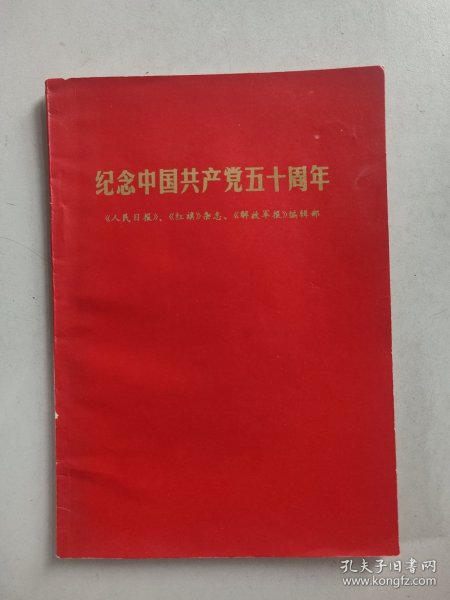 纪念中国共产党五十周年
《人民日报》、《红旗》杂志、《解放军报》编辑部
孔夫子旧书网
www.kongfz.com